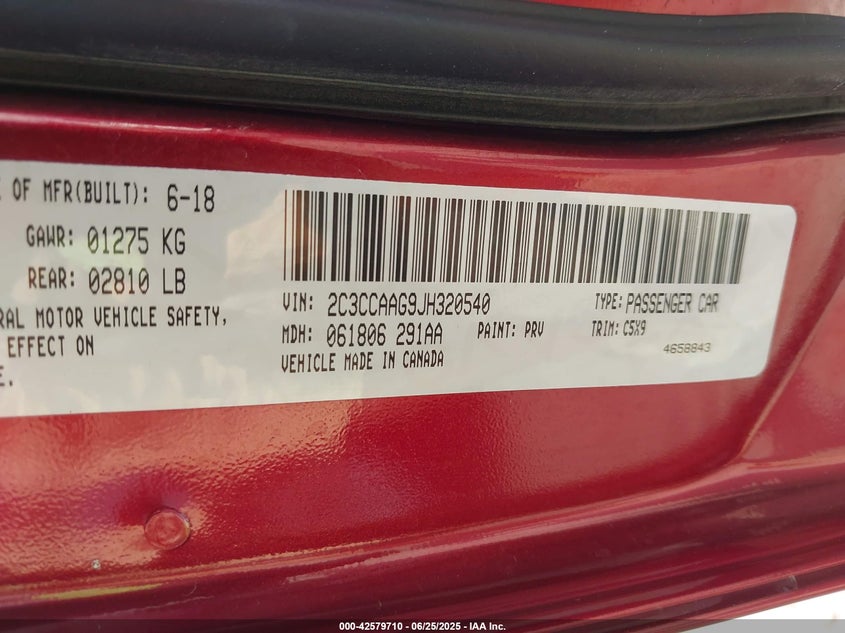 E OF MFR(BUILT): 6-18
GAWR: 01275 KG
REAR: 02810 LB
RAL MOTOR VEHICLE SAFETY,
EFFECT ON
E.
VIN: 2C3CCAAG9JH320540 TYPE: PASSENGER CAR
MDH: 061806 291AA PAINT: PRV TRIM: C5X9
VEHICLE MADE IN CANADA 4658843
000-42579710 | 06/25/2025 - IAA Inc.